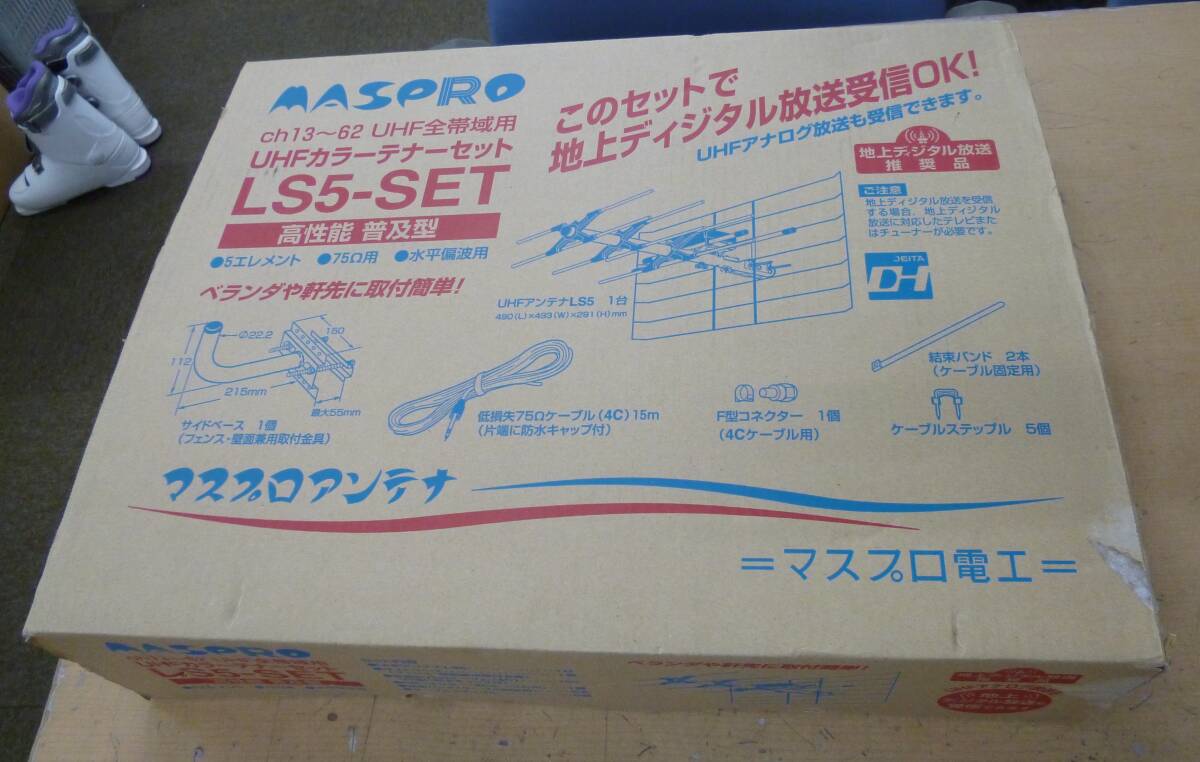 MASPRO
ch13～62 UHF全帯域用
UHFカラーテナーセット
LS5-SET
高性能 普及型
●5エレメント ●75Ω用 ●水平偏波用
ベランダや軒先に取付簡単!
このセットで
地上ディジタル放送受信OK!
UHFアナログ放送も受信できます。
地上ディジタル放送
推奨品
ご注意
地上ディジタル放送を受信
する場合、地上ディジタル
放送に対応したテレビまた
はチューナーが必要です。
JEITA
DH
UHFアンテナLS5 1台
490(L)×433(W)×291(H)mm
Φ22.2
150
112
215mm
最大55mm
サイドベース 1個
(フェンス・壁面兼用取付金具)
低損失75Ωケーブル(4C)15m
(片端に防水キャップ付)
F型コネクター 1個
(4Cケーブル用)
結束バンド 2本
(ケーブル固定用)
ケーブルステップル 5個
マスプロアンテナ
=マスプロ電工=
MASPRO
LS5-SET
ベランダや軒先に取付簡単!